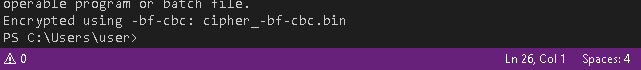 operable program or batch file.
Encrypted using -bf-cbc: cipher_-bf-cbc.bin
PS C:\Users\user>
0 Ln 26, Col 1 Spaces: 4